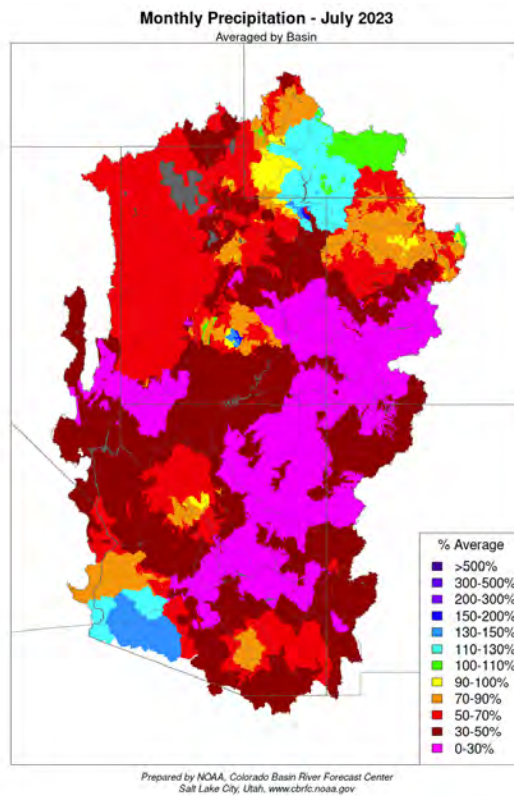 Monthly Precipitation - July 2023
Averaged by Basin
% Average
>500%
300-500%
200-300%
150-200%
130-150%
110-130%
100-110%
90-100%
70-90%
50-70%
30-50%
0-30%
Prepared by NOAA, Colorado Basin River Forecast Center
Salt Lake City, Utah, www.cbrfc.noaa.gov